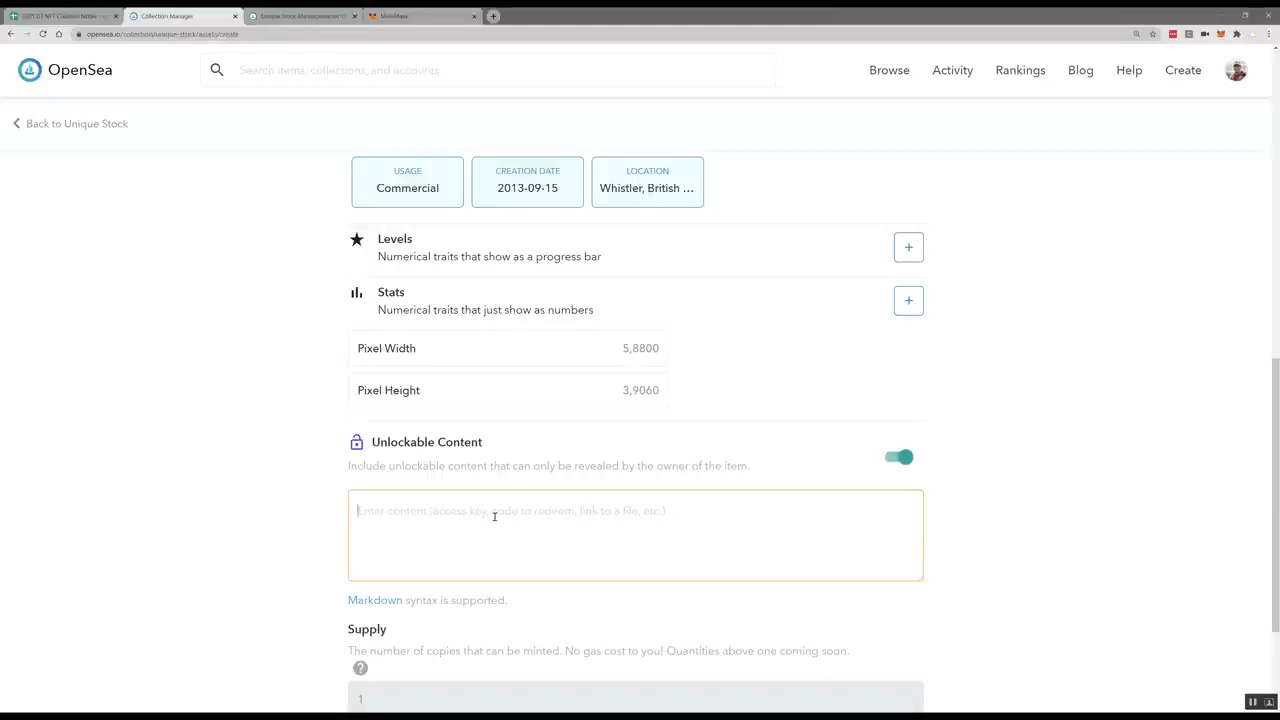 Collection Manager
MetaMask
opensea.io/collection/unique-stock/assets/create
OpenSea
Search items, collections, and accounts
Browse
Activity
Rankings
Blog
Help
Create
Back to Unique Stock
USAGE
Commercial
CREATION DATE
2013-09-15
LOCATION
Whistler, British ...
Levels
Numerical traits that show as a progress bar
+
Stats
Numerical traits that just show as numbers
+
Pixel Width
5,8800
Pixel Height
3,9060
Unlockable Content
Include unlockable content that can only be revealed by the owner of the item.
Enter content (access key, code to redeem, link to a file, etc.)
Markdown syntax is supported.
Supply
The number of copies that can be minted. No gas cost to you! Quantities above one coming soon.
?
1